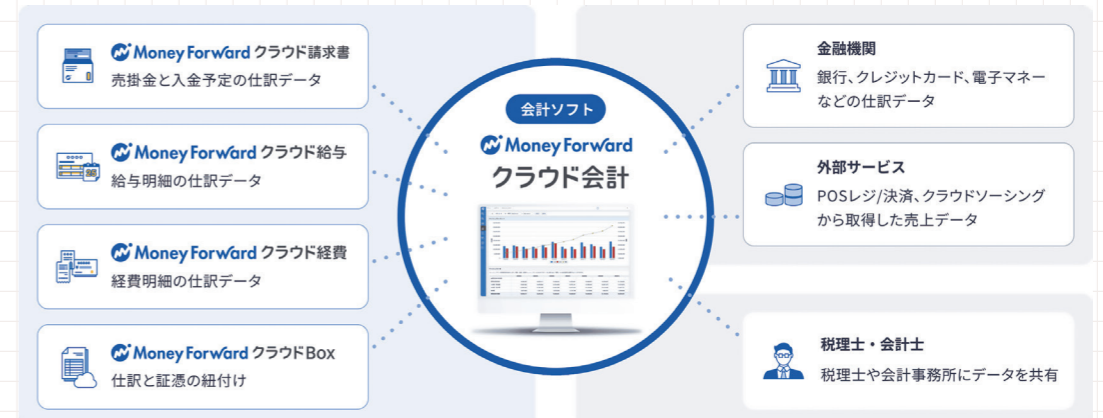 Money Forward クラウド請求書
売掛金と入金予定の仕訳データ
Money Forward クラウド給与
25
給与明細の仕訳データ
Money Forward クラウド経費
経費明細の仕訳データ
Money Forward クラウドBox
仕訳と証憑の紐付け
会計ソフト
Money Forward
クラウド会計
金融機関
銀行、クレジットカード、電子マネー
などの仕訳データ
外部サービス
POSレジ/決済、クラウドソーシング
から取得した売上データ
税理士・会計士
税理士や会計事務所にデータを共有